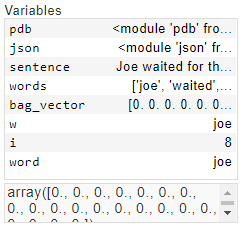 Variables
pdb <module 'pdb' fro...
json <module 'json' from...
sentence Joe waited for th...
words ['joe', 'waited',...
bag_vector [0. 0. 0. 0. 0. 0...
w joe
i 8
word joe
array([0., 0., 0., 0., 0., 0., 0.,
0., 0., 0., 0., 0., 0., 0., 0., 0.,